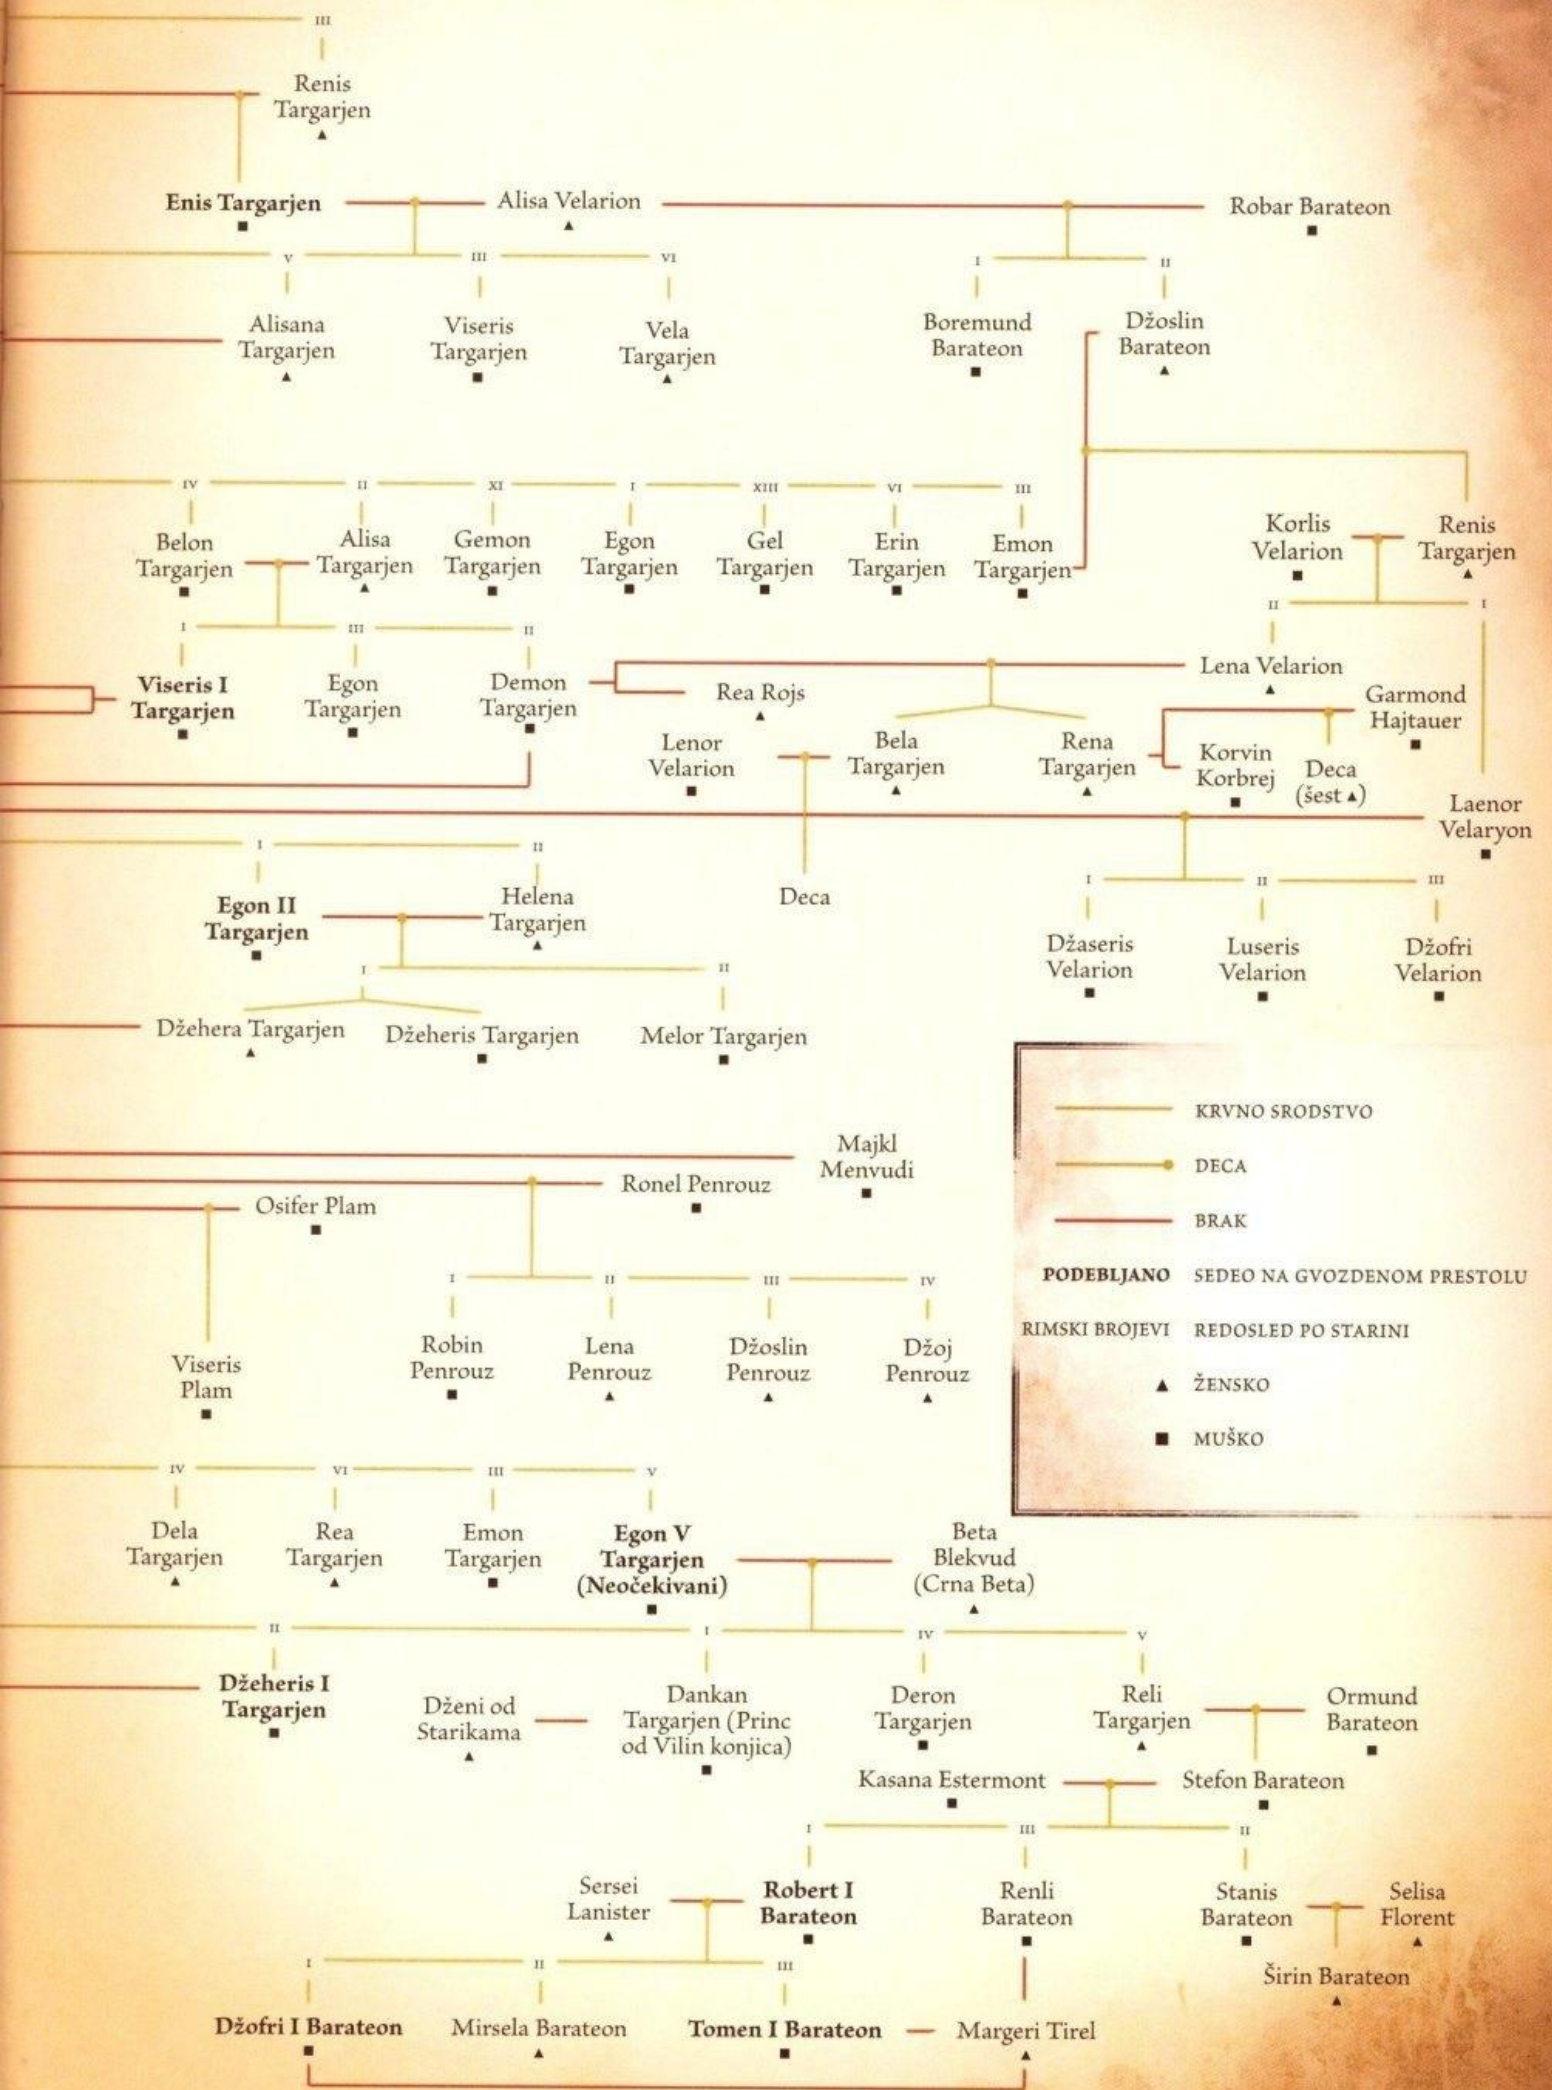 III
Renis
Targarjen
Enis Targarjen
Alisa Velarion
Robar Barateon
V
III
VI
I
II
Alisana
Targarjen
Viseris
Targarjen
Vela
Targarjen
Boremund
Barateon
Džoslin
Barateon
IV
II
XI
I
XIII
VI
III
Belon
Targarjen
Alisa
Targarjen
Gemon
Targarjen
Egon
Targarjen
Gel
Targarjen
Erin
Targarjen
Emon
Targarjen
Korlis
Velarion
Renis
Targarjen
I
III
II
II
I
Viseris I
Targarjen
Egon
Targarjen
Demon
Targarjen
Rea Rojs
Lena Velarion
Garmond
Hajtauer
Lenor
Velarion
Bela
Targarjen
Rena
Targarjen
Korvin
Korbrej
Deca
(šest ▲)
Laenor
Velaryon
I
II
Egon II
Targarjen
Helena
Targarjen
Deca
I
II
III
Džaseris
Velarion
Luseris
Velarion
Džofri
Velarion
I
II
Džehera Targarjen
Džeheris Targarjen
Melor Targarjen
KRVNO SRODSTVO
DECA
BRAK
PODEBLJANO SEDEO NA GVOZDENOM PRESTOLU
RIMSKI BROJEVI REDOSLED PO STARINI
▲ ŽENSKO
■ MUŠKO
Majkl
Menvudi
Ronel Penrouz
Osifer Plam
I
II
III
IV
Viseris
Plam
Robin
Penrouz
Lena
Penrouz
Džoslin
Penrouz
Džoj
Penrouz
IV
VI
III
V
Dela
Targarjen
Rea
Targarjen
Emon
Targarjen
Egon V
Targarjen
(Neočekivani)
Beta
Blekvud
(Crna Beta)
II
I
IV
V
Džeheris I
Targarjen
Dženi od
Starikama
Dankan
Targarjen (Princ
od Vilin konjica)
Deron
Targarjen
Reli
Targarjen
Ormund
Barateon
Kasana Estermont
Stefon Barateon
I
III
II
Sersei
Lanister
Robert I
Barateon
Renli
Barateon
Stanis
Barateon
Selisa
Florent
Širin Barateon
I
II
III
Džofri I Barateon
Mirsela Barateon
Tomen I Barateon
Margeri Tirel